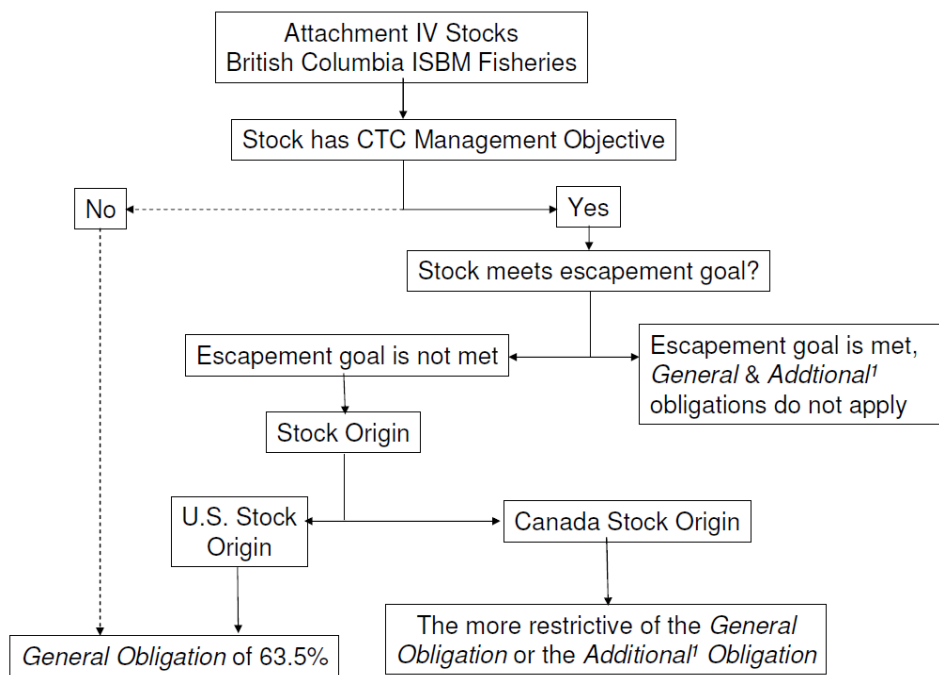 Attachment IV Stocks
British Columbia ISBM Fisheries
Stock has CTC Management Objective
No
Yes
Stock meets escapement goal?
Escapement goal is not met
Escapement goal is met,
General & Addtional¹
obligations do not apply
Stock Origin
U.S. Stock
Origin
Canada Stock Origin
General Obligation of 63.5%
The more restrictive of the General
Obligation or the Additional¹ Obligation